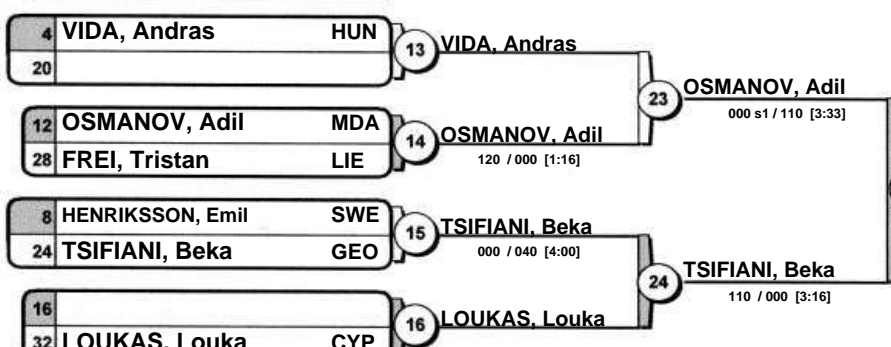 4 VIDA, Andras HUN
20
13 VIDA, Andras
12 OSMANOV, Adil MDA
28 FREI, Tristan LIE
14 OSMANOV, Adil
120 / 000 [1:16]
23 OSMANOV, Adil
000 s1 / 110 [3:33]
8 HENRIKSSON, Emil SWE
24 TSIFIANI, Beka GEO
15 TSIFIANI, Beka
000 / 040 [4:00]
16
32 LOUKAS, Louka CYP
16 LOUKAS, Louka
24 TSIFIANI, Beka
110 / 000 [3:16]